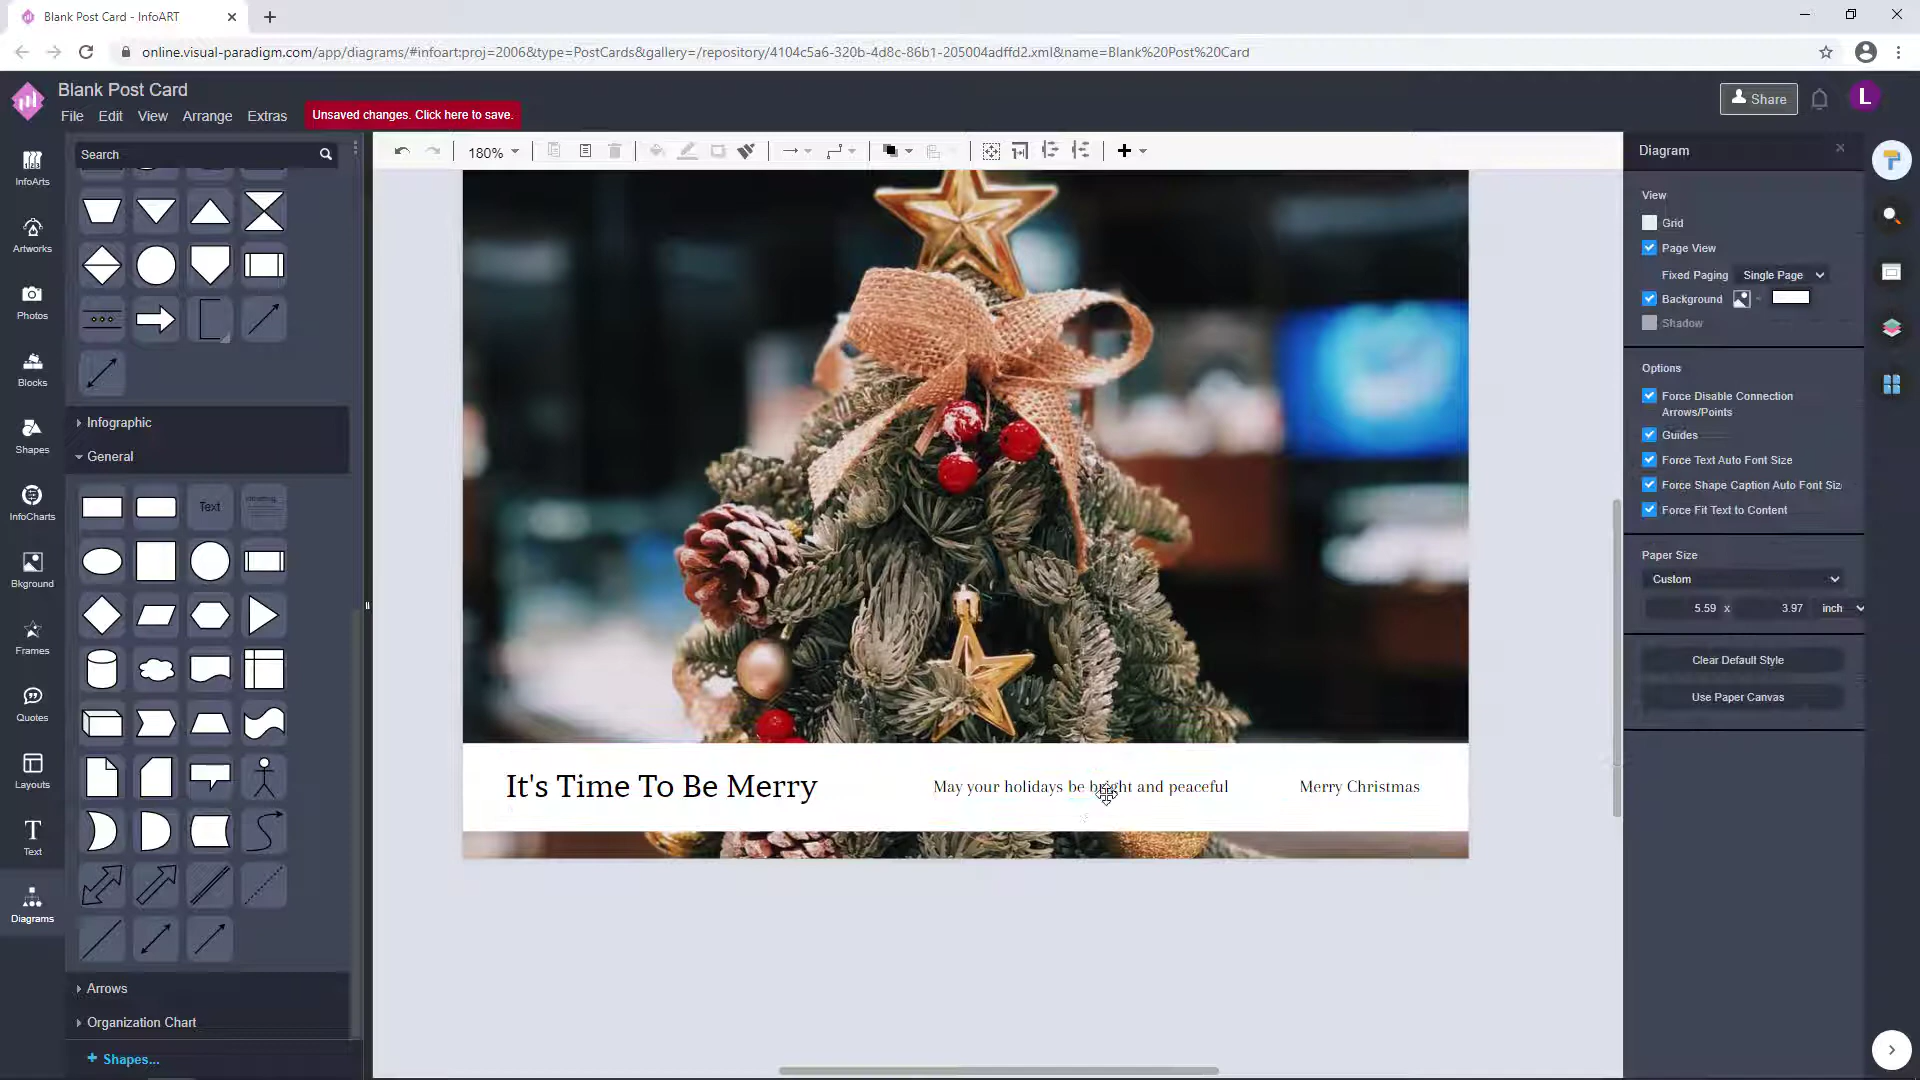 Blank Post Card - InfoART
online.visual-paradigm.com/app/diagrams/#infoart:proj=2006&type=PostCards&gallery=/repository/4104c5a6-320b-4d8c-86b1-205004adffd2.xml&name=Blank%20Post%20Card
Blank Post Card
File Edit View Arrange Extras
Unsaved changes. Click here to save.
Share
L
Search
180%
InfoArts
Artworks
Photos
Blocks
Shapes
InfoCharts
Bkground
Frames
Quotes
Layouts
Text
Diagrams
Infographic
General
Text
Arrows
Organization Chart
+ Shapes...
It's Time To Be Merry
May your holidays be bright and peaceful
Merry Christmas
Diagram
View
Grid
Page View
Fixed Paging Single Page
Background
Shadow
Options
Force Disable Connection
Arrows/Points
Guides
Force Text Auto Font Size
Force Shape Caption Auto Font Siz
Force Fit Text to Content
Paper Size
Custom
5.59 x 3.97 inch
Clear Default Style
Use Paper Canvas